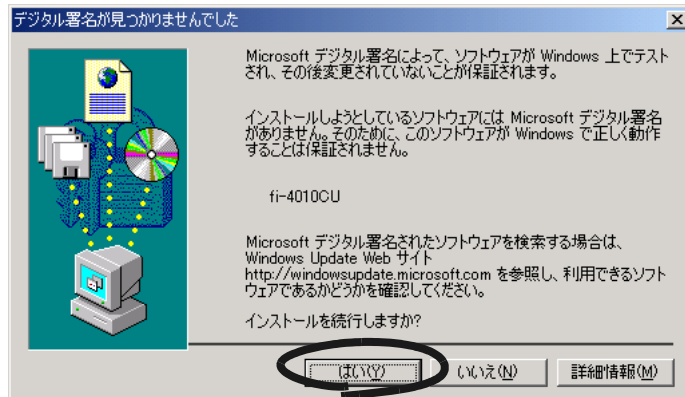 デジタル署名が見つかりませんでした
Microsoft デジタル署名によって、ソフトウェアが Windows 上でテスト
され、その後変更されていないことが保証されます。
インストールしようとしているソフトウェアには Microsoft デジタル署名
がありません。そのために、このソフトウェアが Windows で正しく動作
することは保証されません。
fi-4010CU
Microsoft デジタル署名されたソフトウェアを検索する場合は、
Windows Update Web サイト
http://windowsupdate.microsoft.com を参照し、利用できるソフト
ウェアであるかどうかを確認してください。
インストールを続行しますか?
はい(Y) いいえ(N) 詳細情報(M)